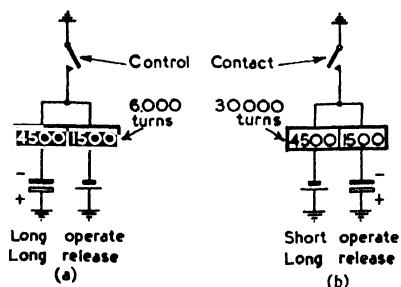 Control
Contact
6,000
turns
30000
turns
4500 1500
4500 1500
- +
- +
Long operate
Long release
(a)
Short operate
Long release
(b)